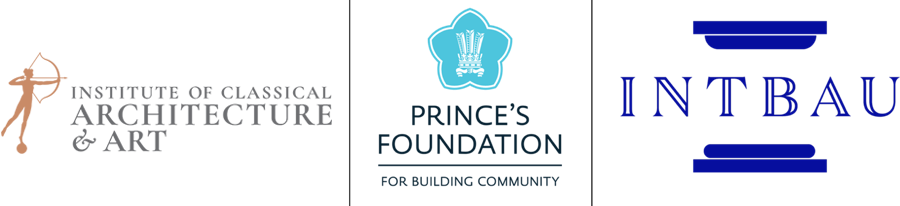 INSTITUTE OF CLASSICAL
ARCHITECTURE
& ART
PRINCE'S
FOUNDATION
FOR BUILDING COMMUNITY
INTBAU